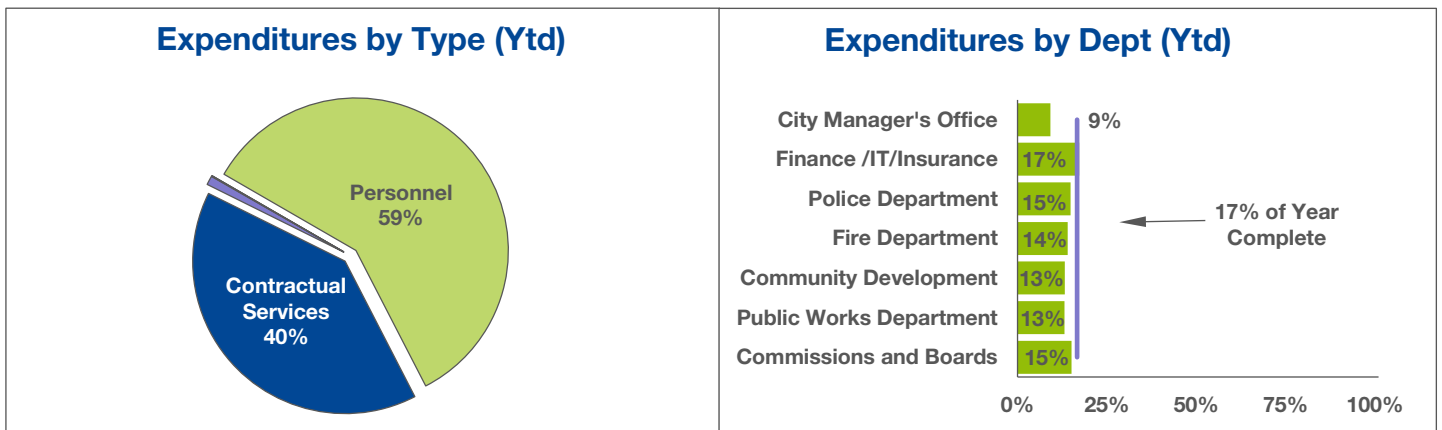 Expenditures by Type (Ytd)
Personnel
59%
Contractual
Services
40%
Expenditures by Dept (Ytd)
City Manager's Office
9%
Finance /IT/Insurance
17%
Police Department
15%
Fire Department
14%
Community Development
13%
Public Works Department
13%
Commissions and Boards
15%
17% of Year
Complete
0%
25%
50%
75%
100%